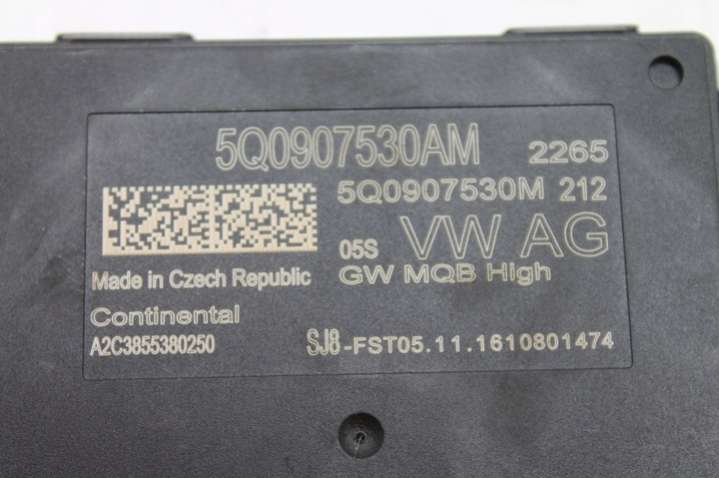 5Q0907530AM 2265
5Q0907530M 212
05S VW AG
Made in Czech Republic GW MQB High
Continental
A2C3855380250 SJ8-FST05.11.1610801474